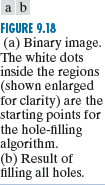 a b
FIGURE 9.18
(a) Binary image.
The white dots
inside the regions
(shown enlarged
for clarity) are the
starting points for
the hole-filling
algorithm.
(b) Result of
filling all holes.